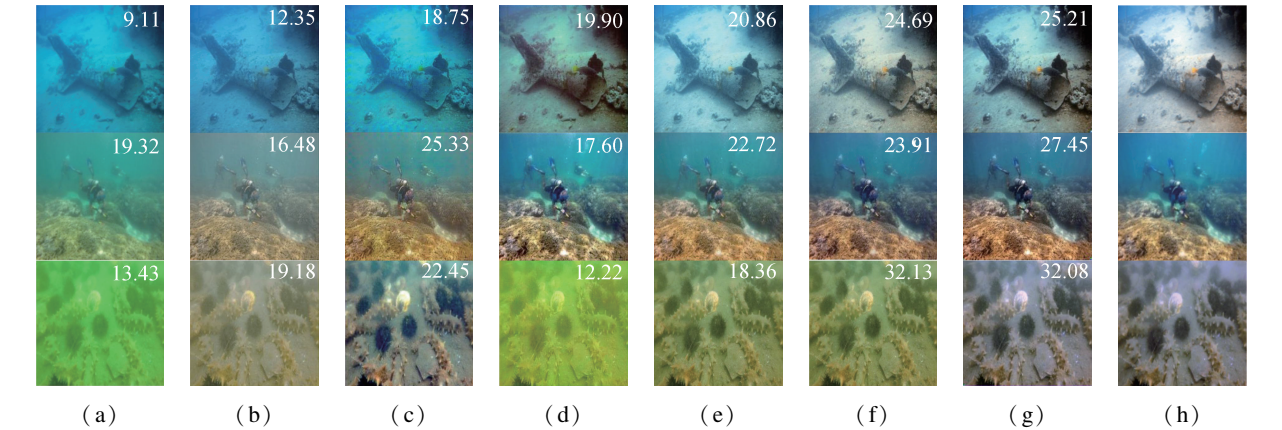 9.11 12.35 18.75 19.90 20.86 24.69 25.21
19.32 16.48 25.33 17.60 22.72 23.91 27.45
13.43 19.18 22.45 12.22 18.36 32.13 32.08
(a) (b) (c) (d) (e) (f) (g) (h)